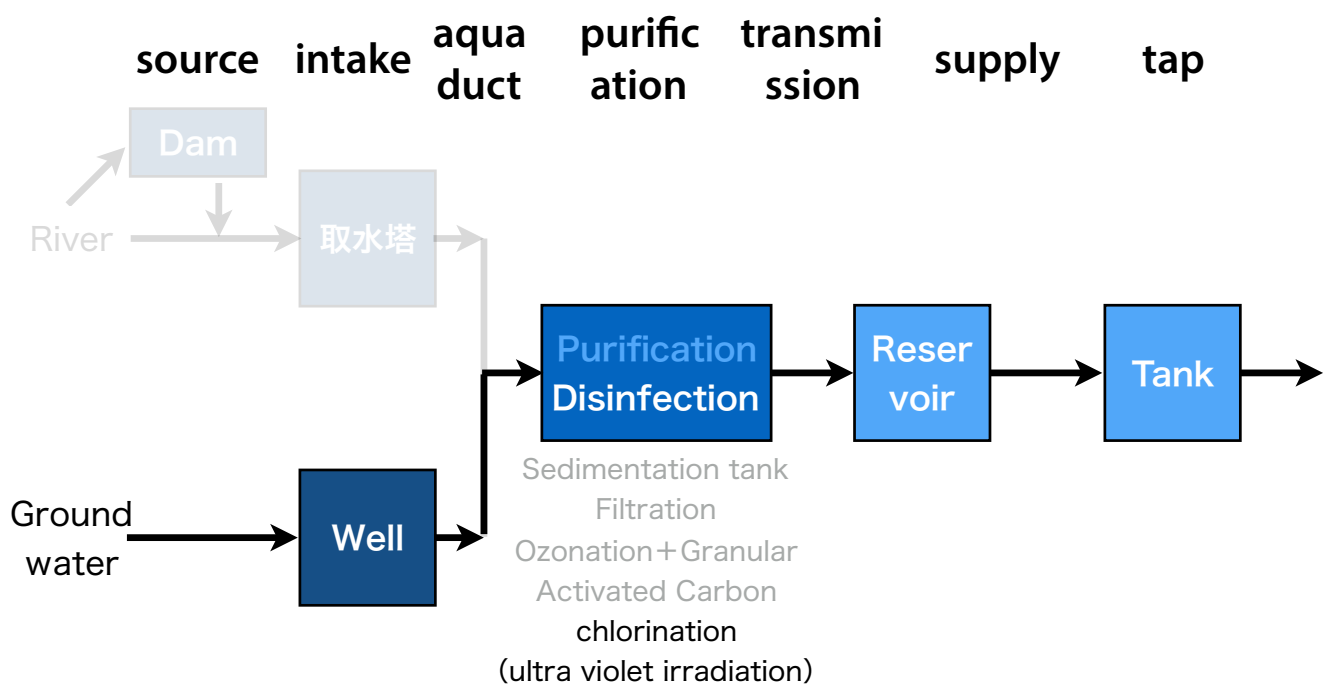 source
intake
aqua
duct
purific
ation
transmi
ssion
supply
tap
Dam
River
取水塔
Purification
Disinfection
Reser
voir
Tank
Sedimentation tank
Filtration
Ozonation＋Granular
Activated Carbon
chlorination
（ultra violet irradiation）
Ground
water
Well